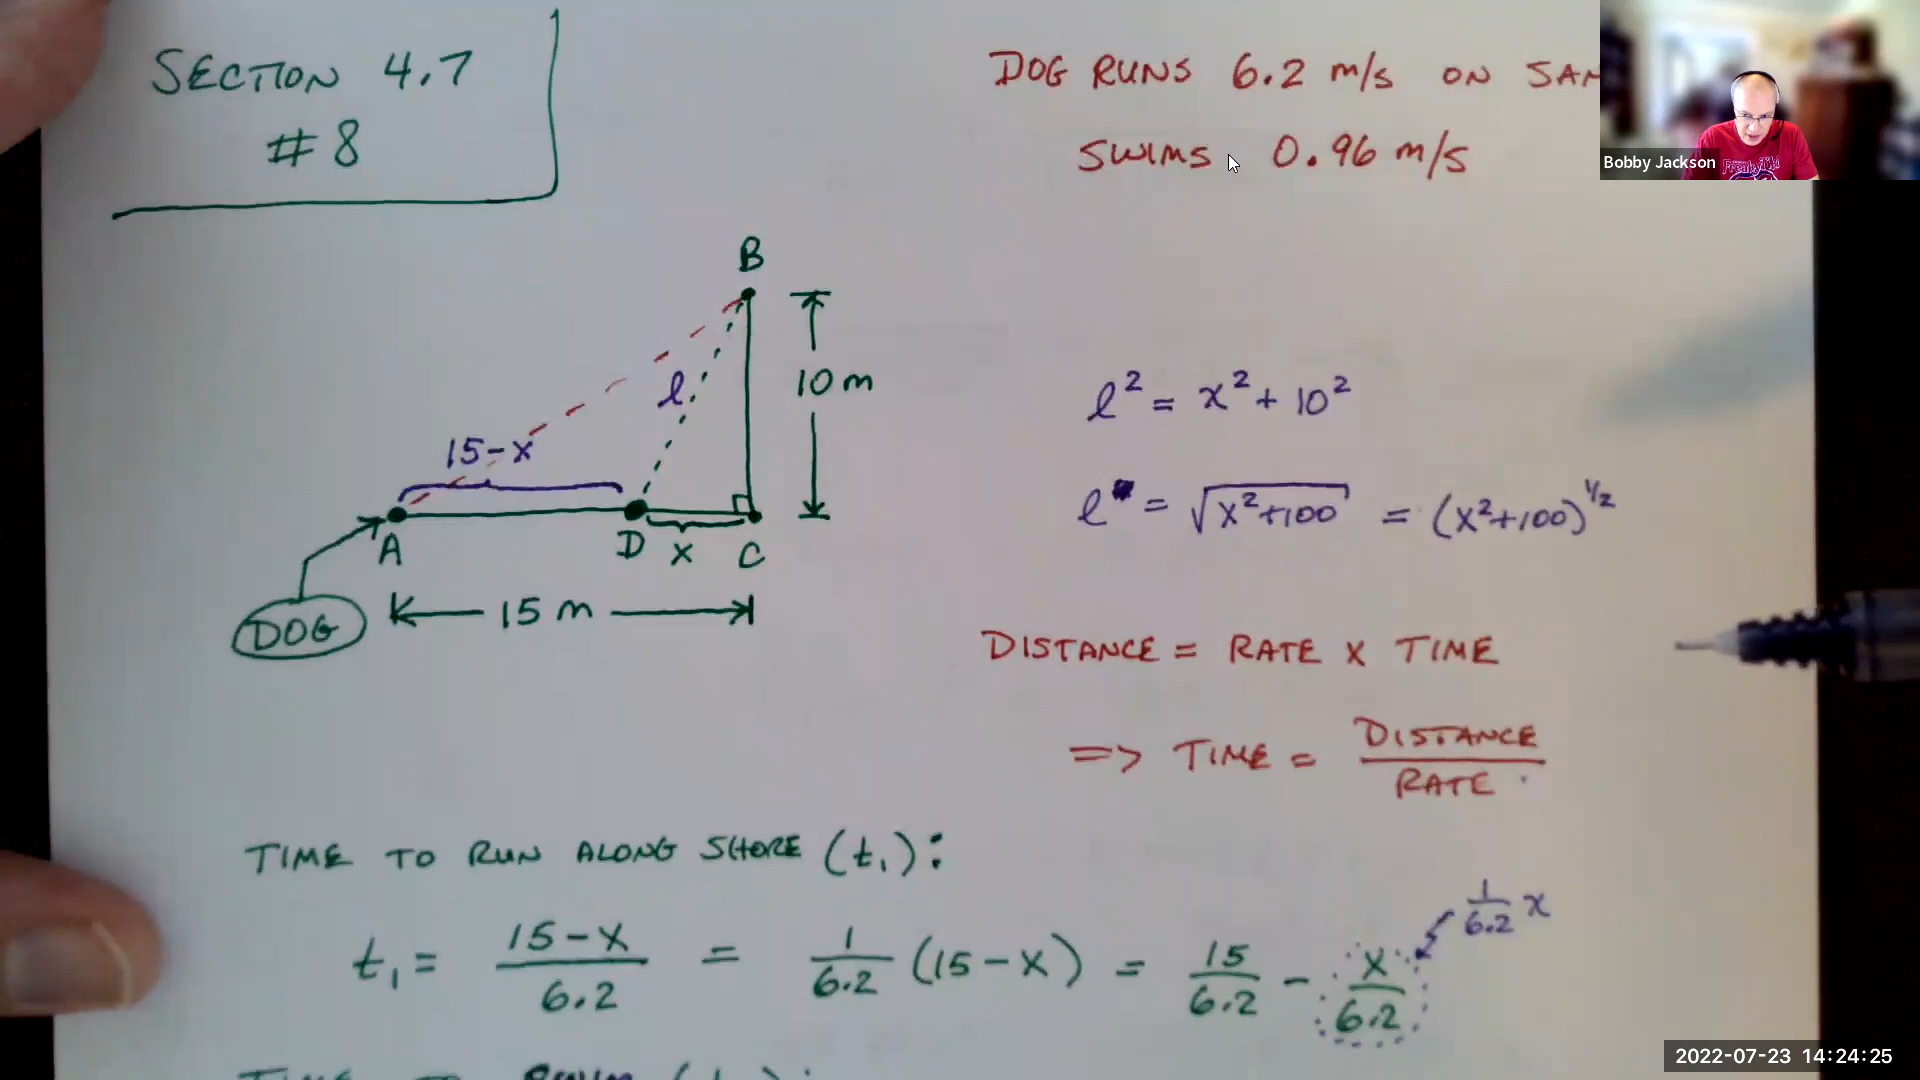 SECTION 4.7
#8
DOG RUNS 6.2 m/s ON SAN
SWIMS 0.96 m/s
Bobby Jackson
B
l
10 m
15-x
A
D
x
C
15 m
DOG
l² = x² + 10²
l = √x²+100 = (x²+100)^1/2
DISTANCE = RATE X TIME
=> TIME = DISTANCE / RATE
TIME TO RUN ALONG SHORE (t₁):
1/6.2 x
t₁ = 15-x / 6.2 = 1/6.2 (15-x) = 15/6.2 - x/6.2
2022-07-23 14:24:25